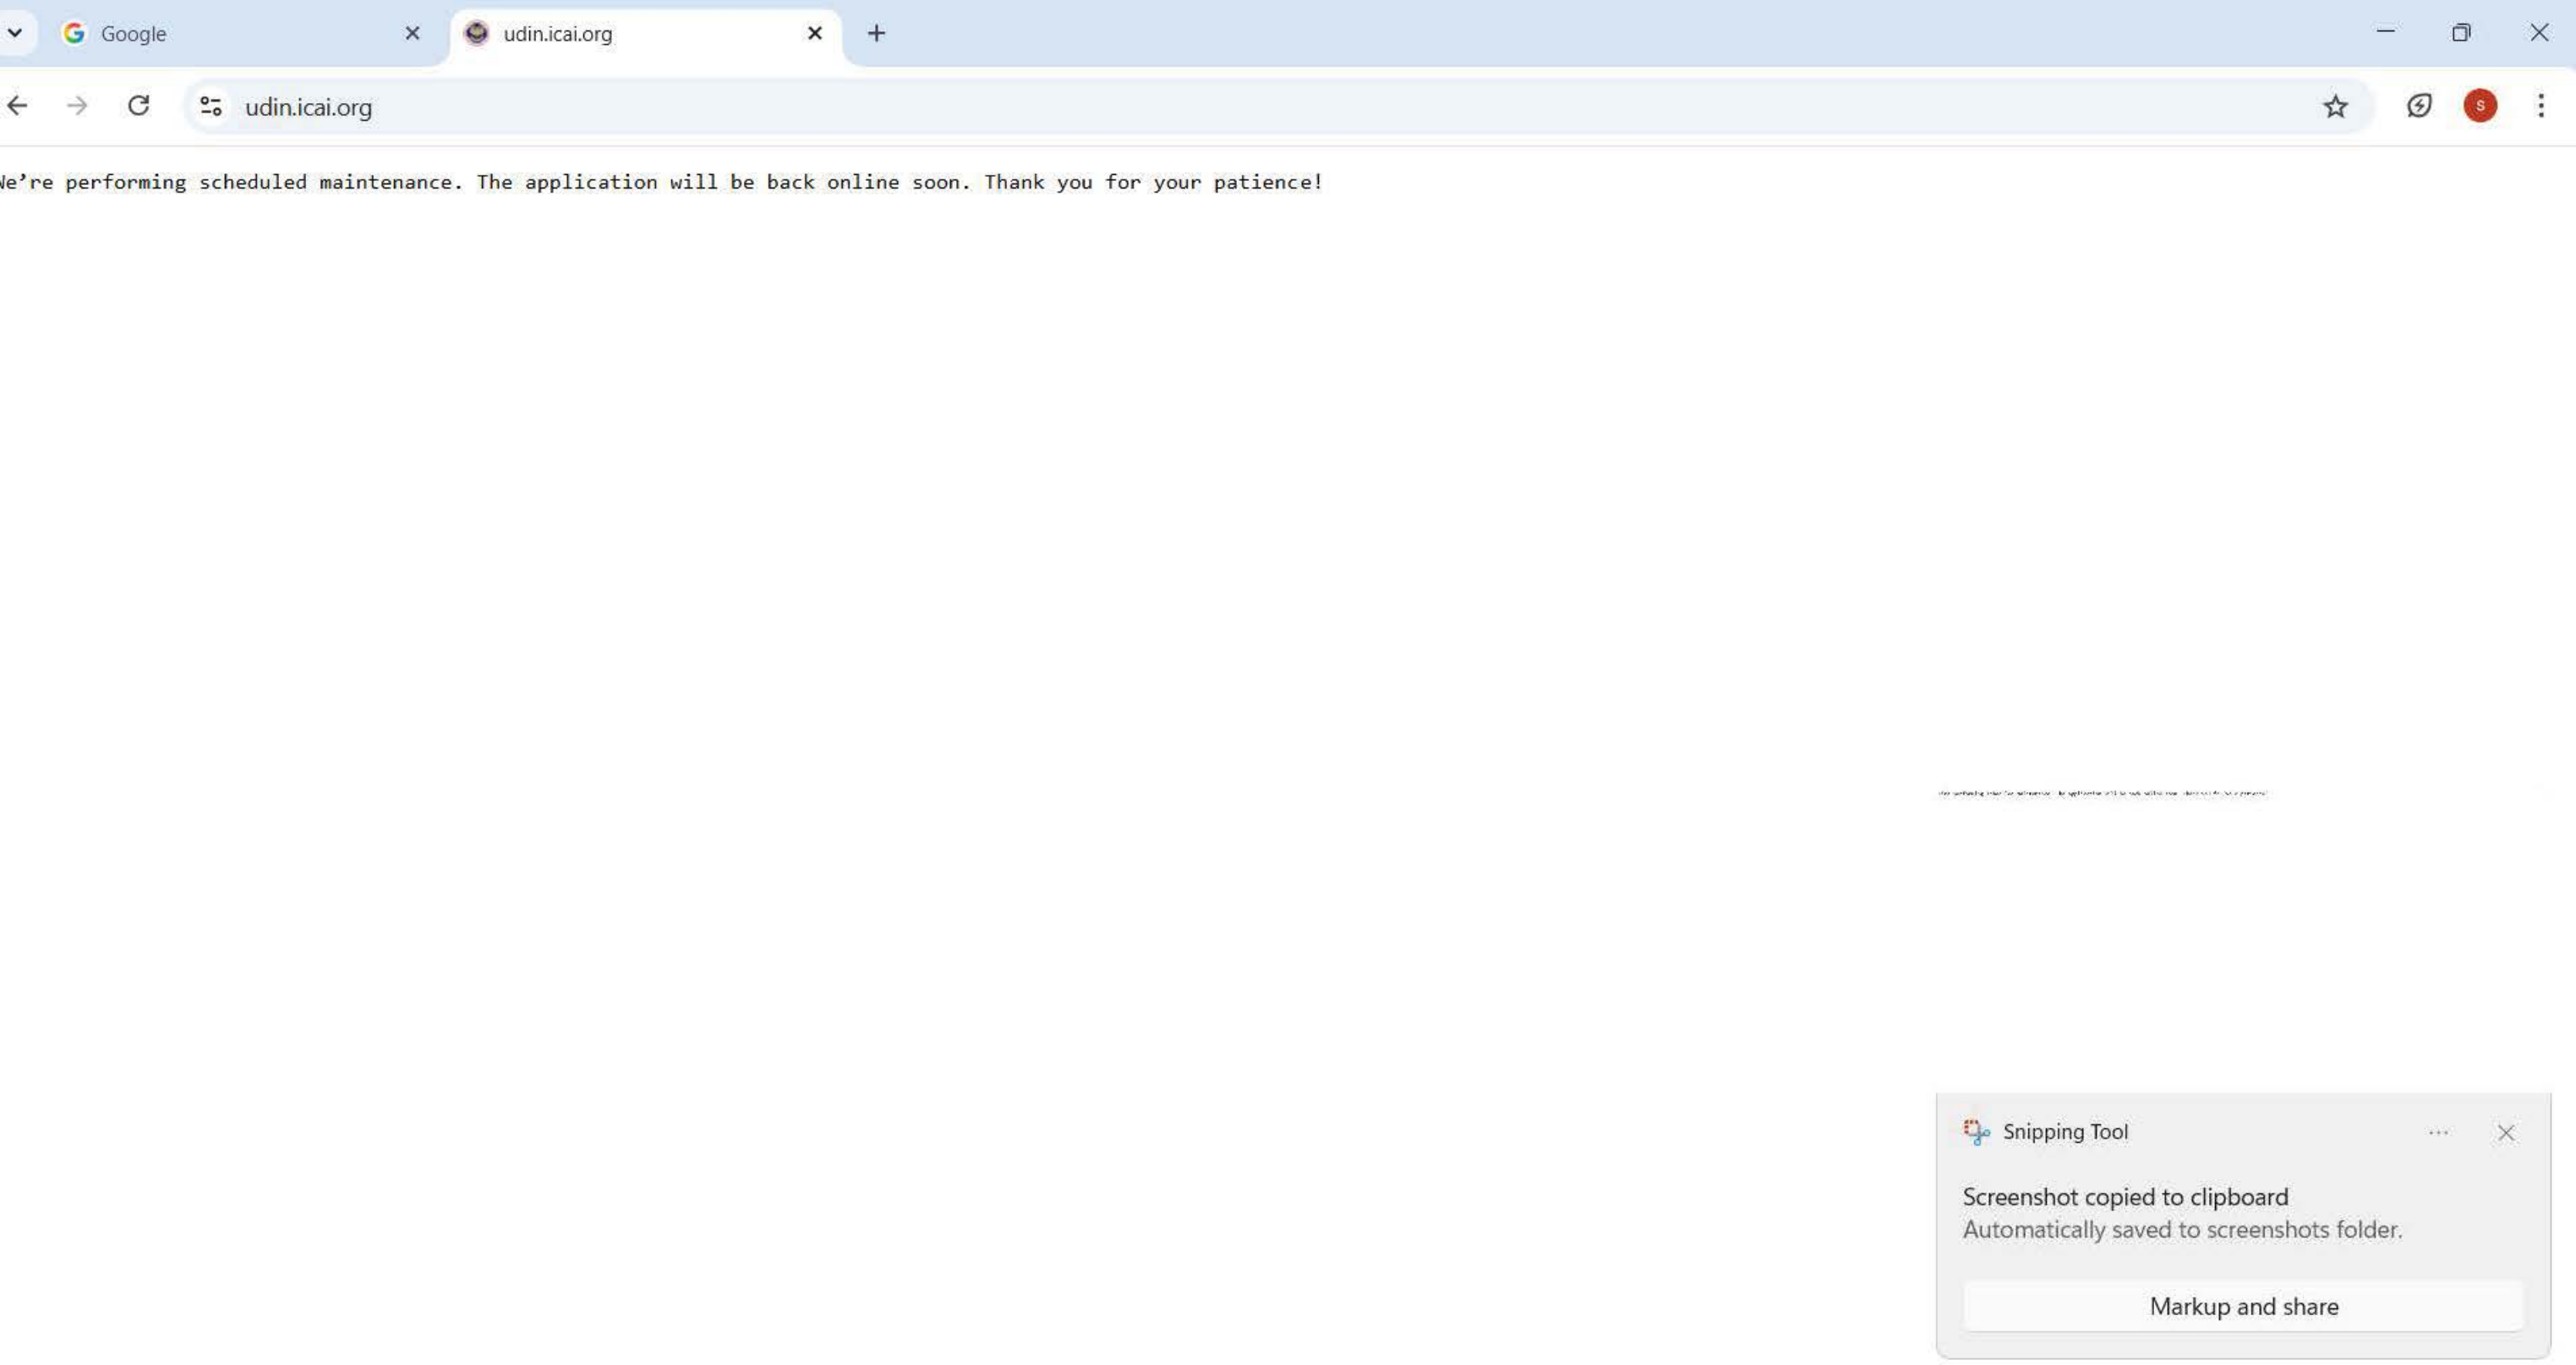 Google
udin.icai.org
udin.icai.org
S
We’re performing scheduled maintenance. The application will be back online soon. Thank you for your patience!
Snipping Tool
Screenshot copied to clipboard
Automatically saved to screenshots folder.
Markup and share